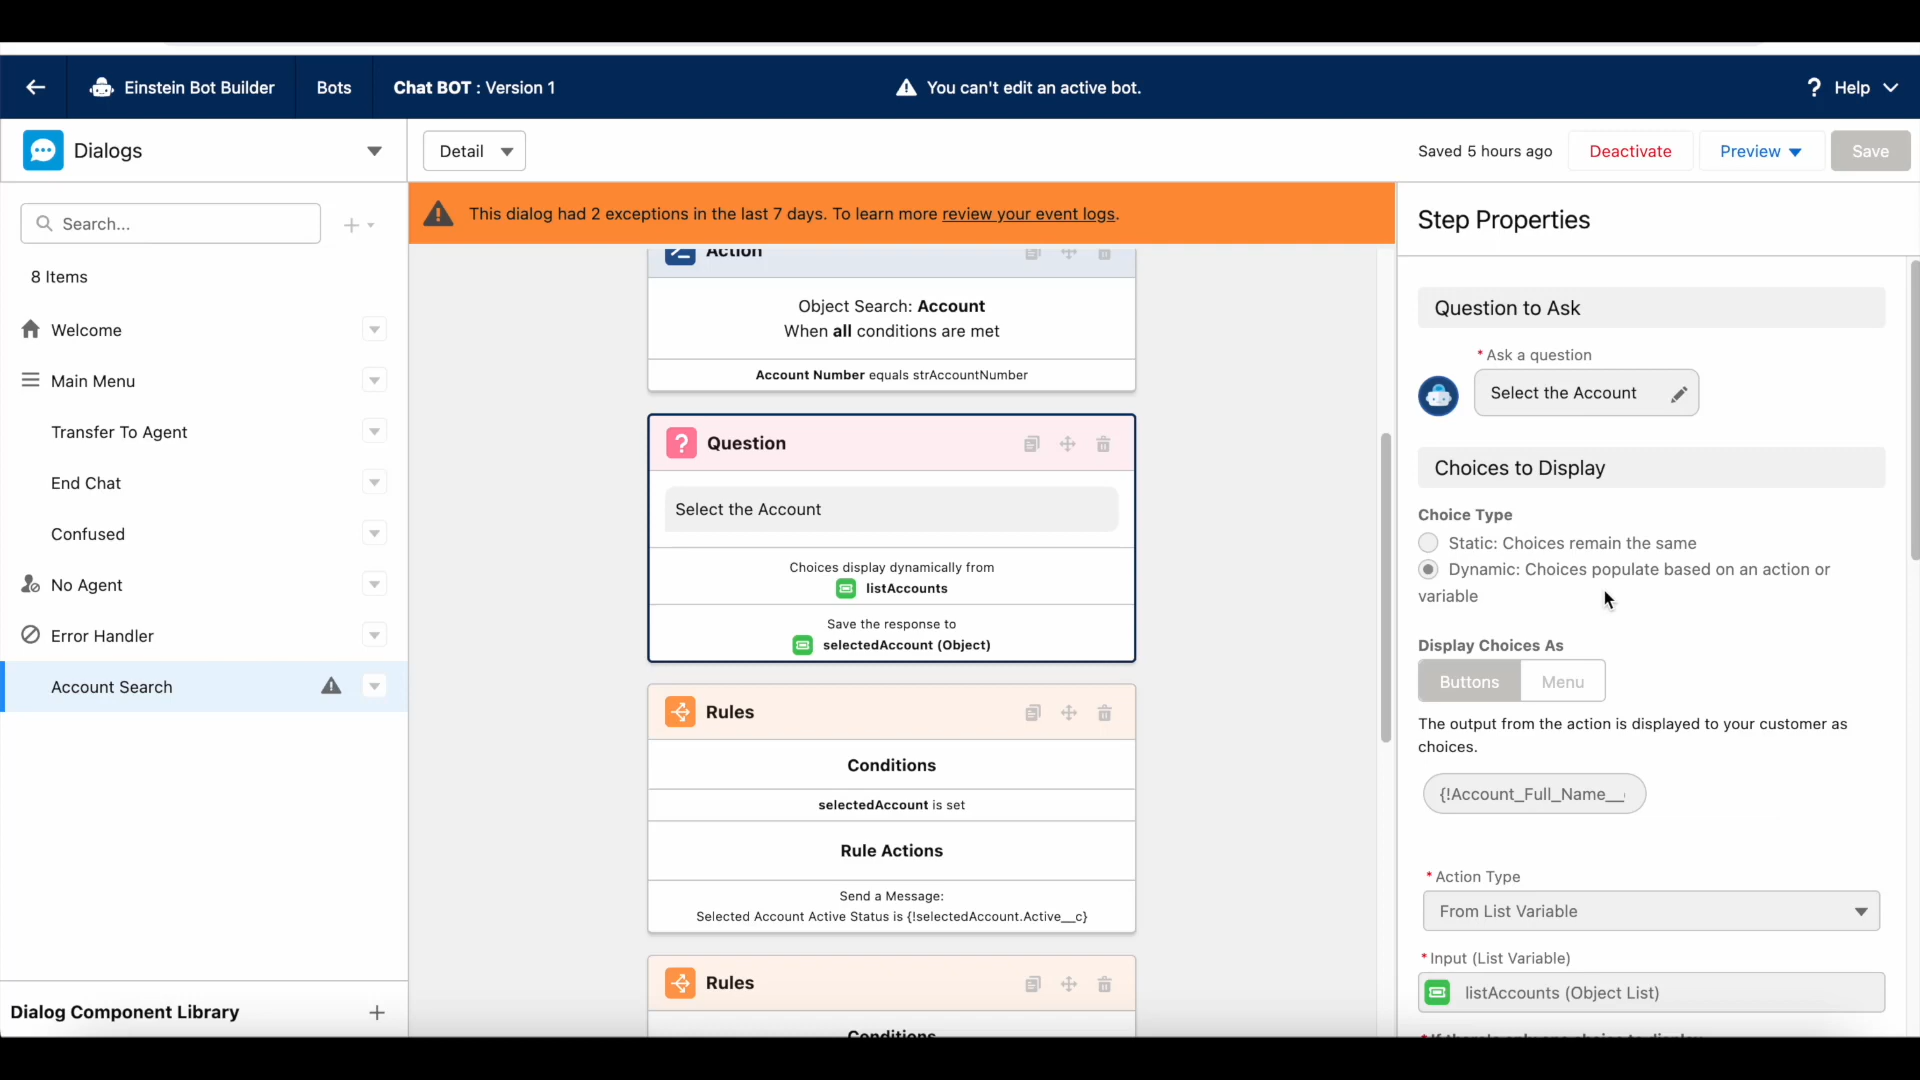 Einstein Bot Builder
Bots
Chat BOT : Version 1
You can't edit an active bot.
? Help
Dialogs
Detail
Saved 5 hours ago
Deactivate
Preview
Save
Search...
8 Items
Welcome
Main Menu
Transfer To Agent
End Chat
Confused
No Agent
Error Handler
Account Search
Dialog Component Library
This dialog had 2 exceptions in the last 7 days. To learn more review your event logs.
Action
Object Search: Account
When all conditions are met
Account Number equals strAccountNumber
? Question
Select the Account
Choices display dynamically from
listAccounts
Save the response to
selectedAccount (Object)
Rules
Conditions
selectedAccount is set
Rule Actions
Send a Message:
Selected Account Active Status is {!selectedAccount.Active__c}
Rules
Conditions
Step Properties
Question to Ask
* Ask a question
Select the Account
Choices to Display
Choice Type
Static: Choices remain the same
Dynamic: Choices populate based on an action or
variable
Display Choices As
Buttons
Menu
The output from the action is displayed to your customer as
choices.
{!Account_Full_Name__
* Action Type
From List Variable
* Input (List Variable)
listAccounts (Object List)
* If there's only one choice to display